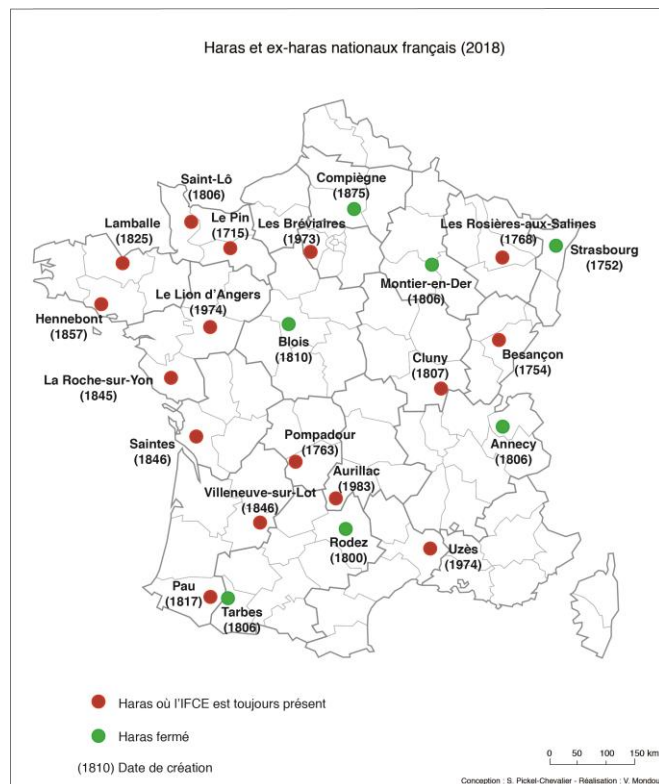 Haras et ex-haras nationaux français (2018)
Compiègne
(1875)
Saint-Lô
(1806)
Le Pin
(1715)
Les Bréviaires
(1973)
Lamballe
(1825)
Les Rosières-aux-Salines
(1768)
Strasbourg
(1752)
Montier-en-Der
(1806)
Hennebont
(1857)
Le Lion d'Angers
(1974)
Blois
(1810)
Cluny
(1807)
Besançon
(1754)
La Roche-sur-Yon
(1845)
Annecy
(1806)
Saintes
(1846)
Pompadour
(1763)
Aurillac
(1983)
Villeneuve-sur-Lot
(1846)
Rodez
(1800)
Uzès
(1974)
Pau
(1817)
Tarbes
(1806)
Haras où l'IFCE est toujours présent
Haras fermé
(1810) Date de création
0 50 100 150 km
Conception : S. Pickel-Chevalier - Réalisation : V. Mondou